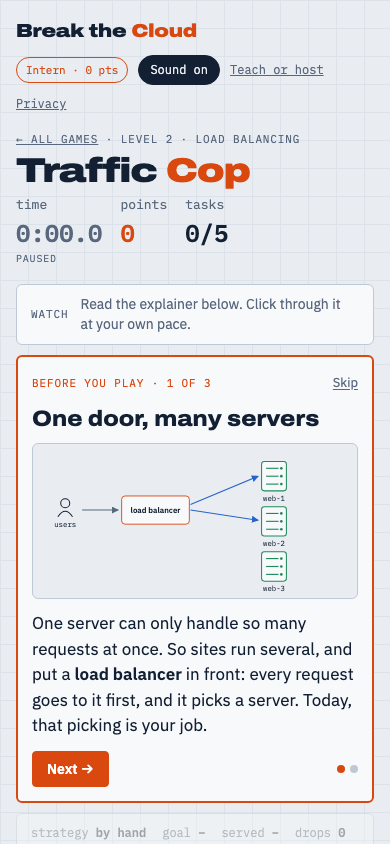 Break the Cloud
Intern · 0 pts
Sound on
Teach or host
Privacy
← ALL GAMES · LEVEL 2 · LOAD BALANCING
Traffic Cop
time points tasks
0:00.0 0 0/5
PAUSED
WATCH
Read the explainer below. Click through it
at your own pace.
BEFORE YOU PLAY · 1 OF 3
Skip
One door, many servers
users
load balancer
web-1
web-2
web-3
One server can only handle so many
requests at once. So sites run several, and
put a load balancer in front: every request
goes to it first, and it picks a server. Today,
that picking is your job.
Next →
strategy by hand goal – served – drops 0